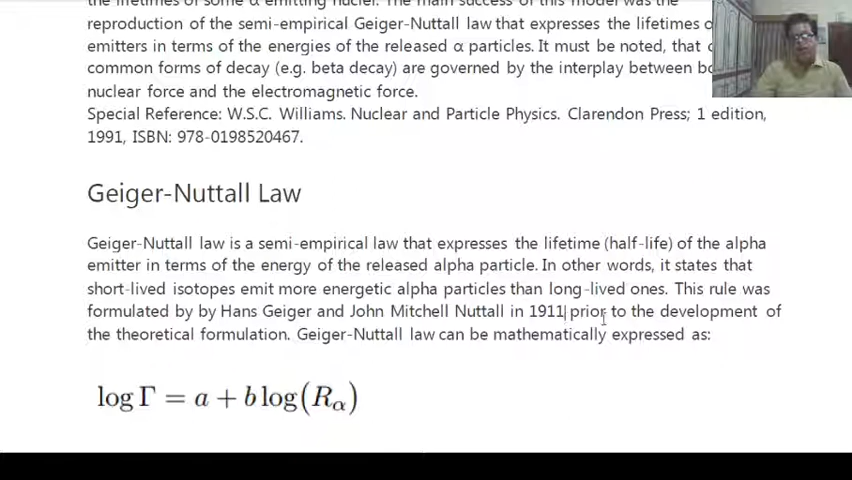 the lifetimes of some α emitting nuclei. The main success of this model was the
reproduction of the semi-empirical Geiger-Nuttall law that expresses the lifetimes o
emitters in terms of the energies of the released α particles. It must be noted, that
common forms of decay (e.g. beta decay) are governed by the interplay between
nuclear force and the electromagnetic force.
Special Reference: W.S.C. Williams. Nuclear and Particle Physics. Clarendon Press; 1 edition,
1991, ISBN: 978-0198520467.
Geiger-Nuttall Law
Geiger-Nuttall law is a semi-empirical law that expresses the lifetime (half-life) of the alpha
emitter in terms of the energy of the released alpha particle. In other words, it states that
short-lived isotopes emit more energetic alpha particles than long-lived ones. This rule was
formulated by by Hans Geiger and John Mitchell Nuttall in 1911 prior to the development of
the theoretical formulation. Geiger-Nuttall law can be mathematically expressed as:
log Γ = a + b log(Rα)